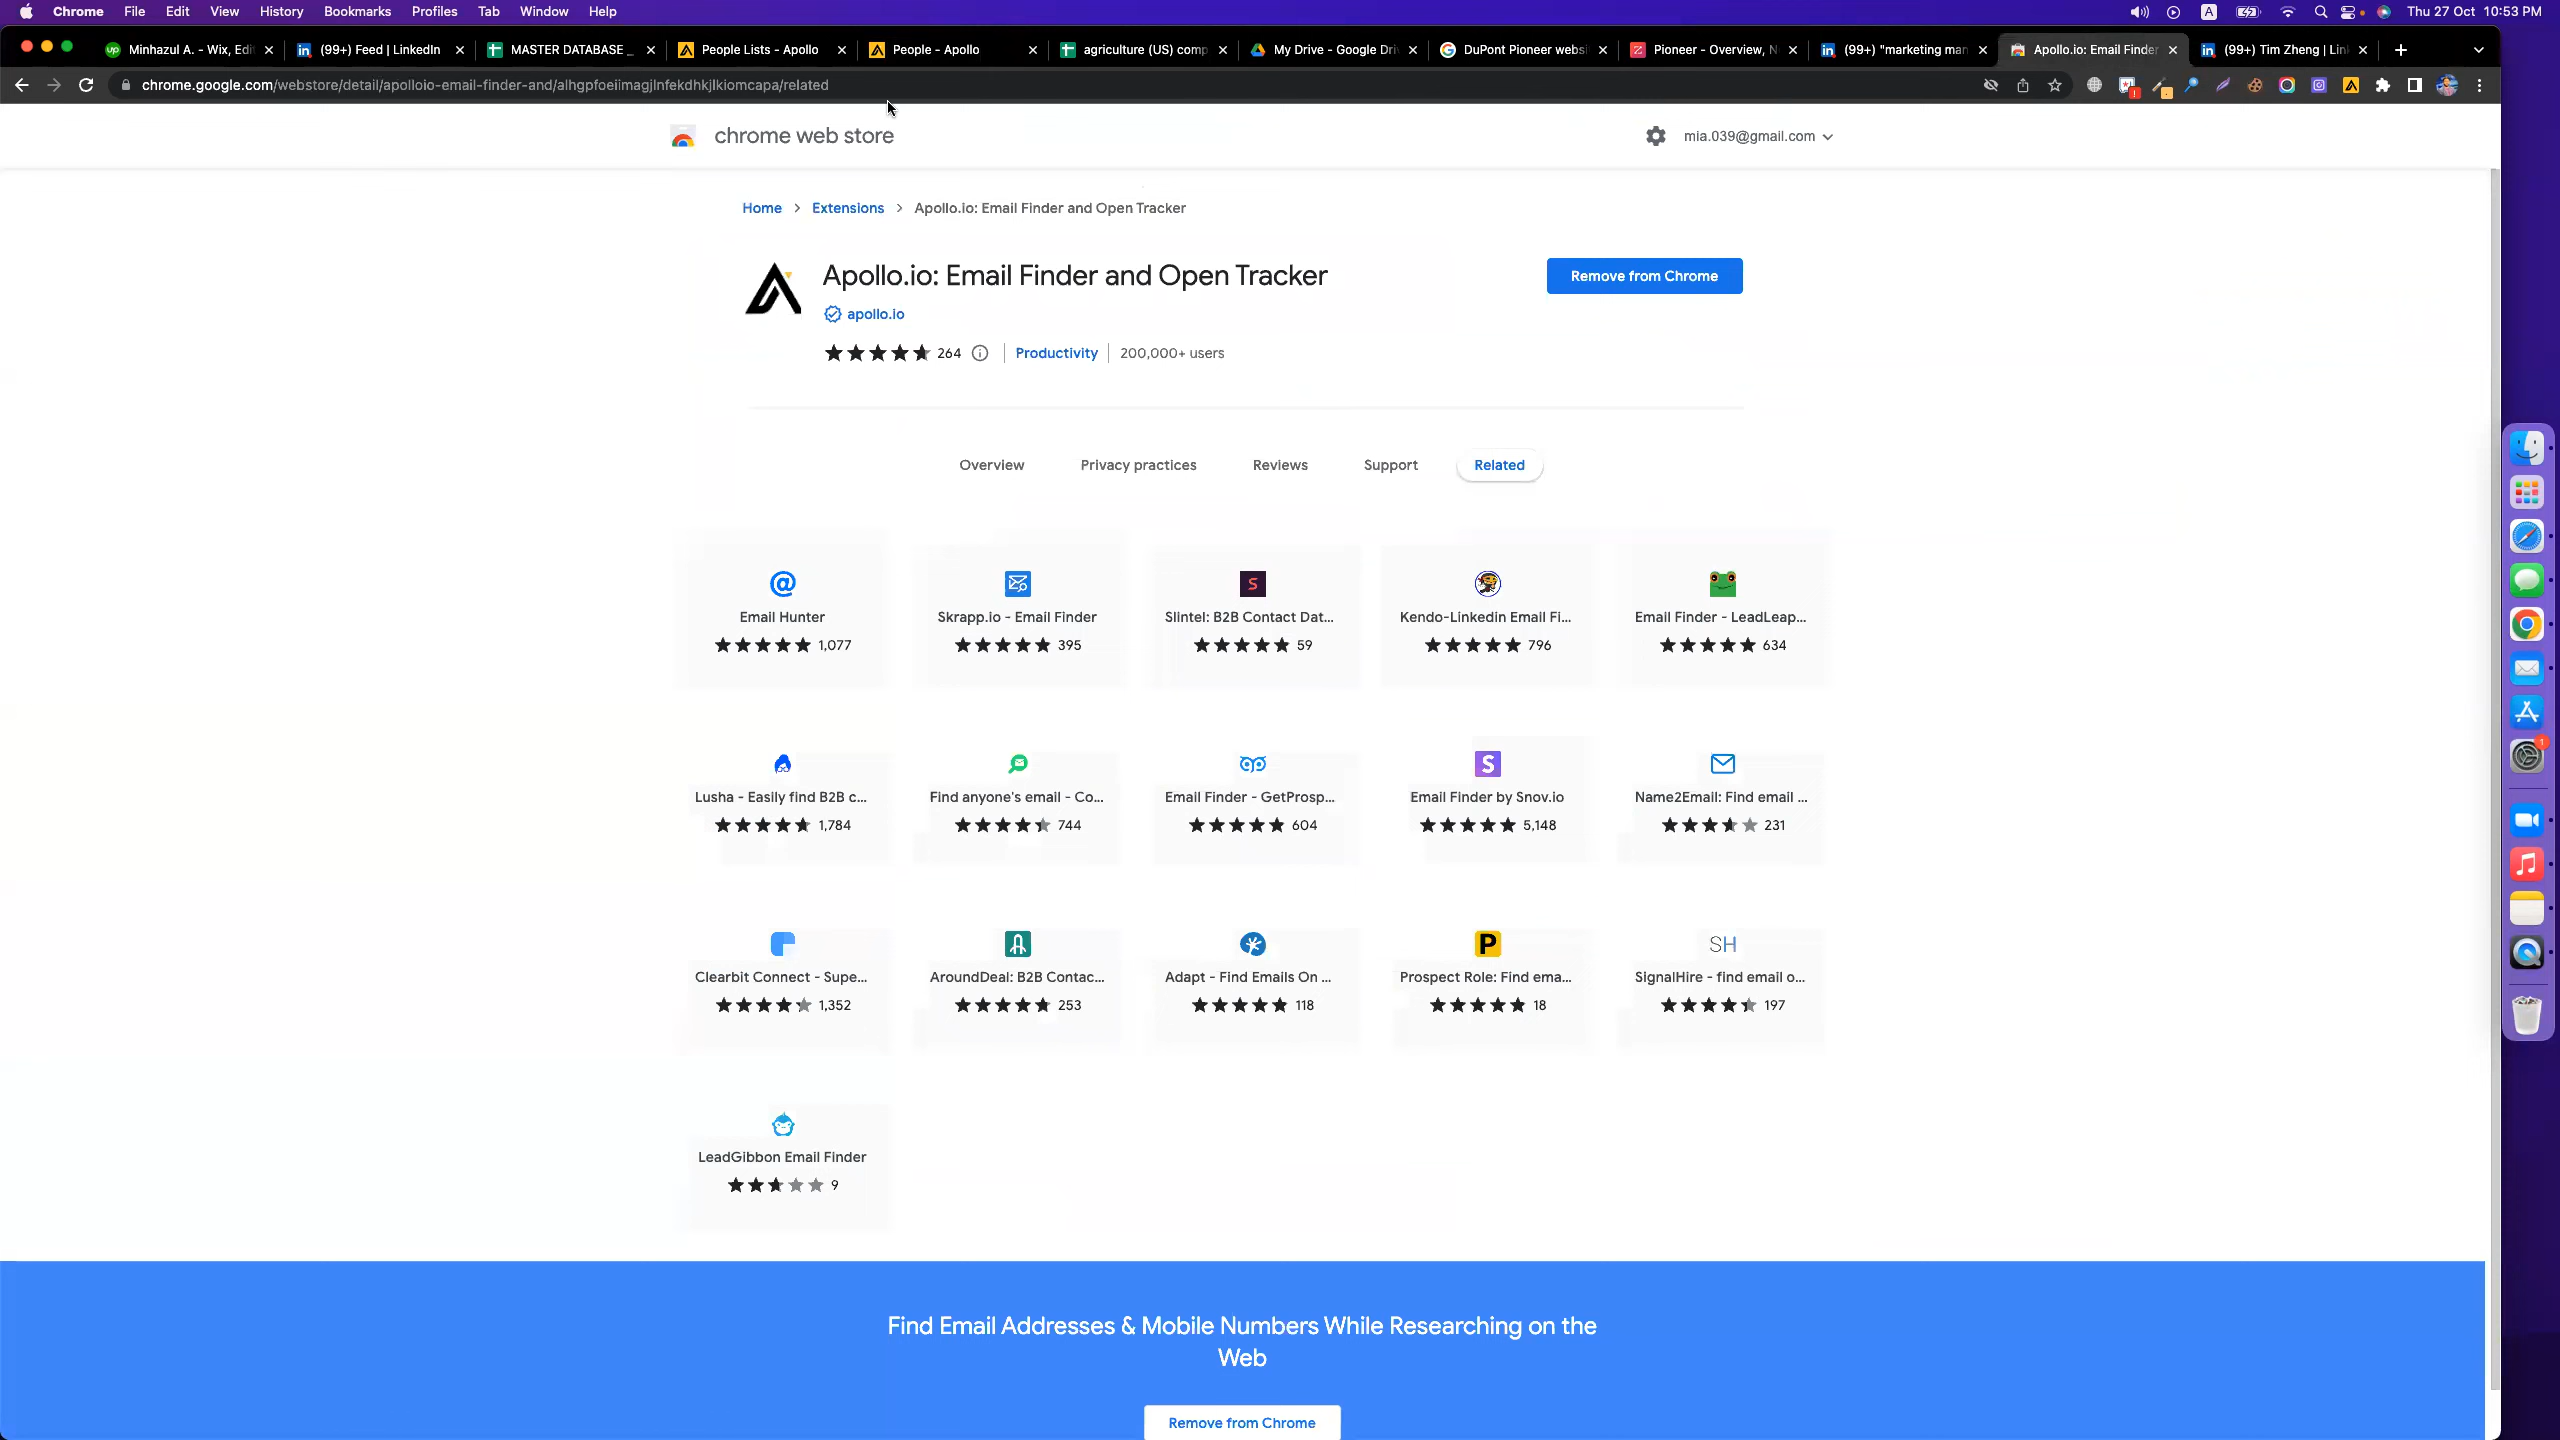 Chrome File Edit View History Bookmarks Profiles Tab Window Help
A Thu 27 Oct 10:53 PM
up Minhazul A. - Wix, Edi
(99+) Feed | LinkedIn
MASTER DATABASE _
People Lists - Apollo
People - Apollo
agriculture (US) comp
My Drive - Google Dri
DuPont Pioneer websi
Pioneer - Overview, N
(99+) "marketing man
Apollo.io: Email Finder
(99+) Tim Zheng | Lin
chrome.google.com/webstore/detail/apolloio-email-finder-and/alhgpfoeiimagjlnfekdhkjlkiomcapa/related
chrome web store
mia.039@gmail.com
Home > Extensions > Apollo.io: Email Finder and Open Tracker
Apollo.io: Email Finder and Open Tracker
Remove from Chrome
apollo.io
264 Productivity 200,000+ users
Overview Privacy practices Reviews Support Related
Email Hunter
1,077
Skrapp.io - Email Finder
395
S
Slintel: B2B Contact Dat...
59
Kendo-Linkedin Email Fi...
796
Email Finder - LeadLeap...
634
Lusha - Easily find B2B c...
1,784
Find anyone's email - Co...
744
Email Finder - GetProsp...
604
S
Email Finder by Snov.io
5,148
Name2Email: Find email ...
231
Clearbit Connect - Supe...
1,352
AroundDeal: B2B Contac...
253
Adapt - Find Emails On ...
118
P
Prospect Role: Find ema...
18
SH
SignalHire - find email o...
197
LeadGibbon Email Finder
9
Find Email Addresses & Mobile Numbers While Researching on the
Web
Remove from Chrome
1